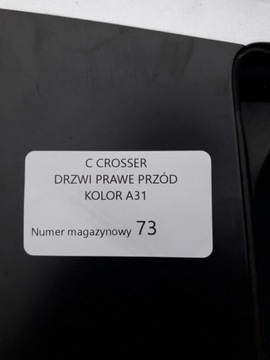 C CROSSER
DRZWI PRAWE PRZÓD
KOLOR A31
Numer magazynowy 73